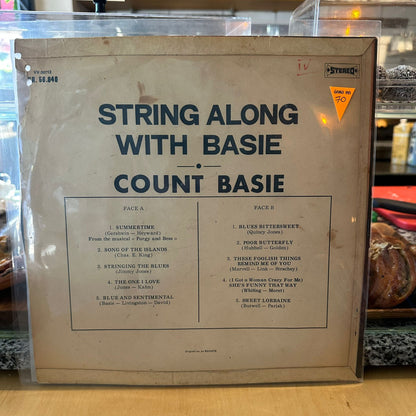 STEREO
R. 50.040
70
STRING ALONG
WITH BASIE
COUNT BASIE
FACE A
1. SUMMERTIME
(Gershwin — Heyward)
From the musical « Porgy and Bess »
2. SONG OF THE ISLANDS
(Chas. E. King)
3. STRINGING THE BLUES
(Jimmy Jones)
4. THE ONE I LOVE
(Jones — Kahn)
5. BLUE AND SENTIMENTAL
(Basie — Livingston — David)
FACE B
1. BLUES BITTERSWEET
(Quincy Jones)
2. POOR BUTTERFLY
(Hubbell — Golden)
3. THESE FOOLISH THINGS
REMIND ME OF YOU
(Marvell — Link — Strachey)
4. (I Got a Woman Crazy For Me)
SHE'S FUNNY THAT WAY
(Whiting — Moret)
5. SWEET LORRAINE
(Burwell — Parish)